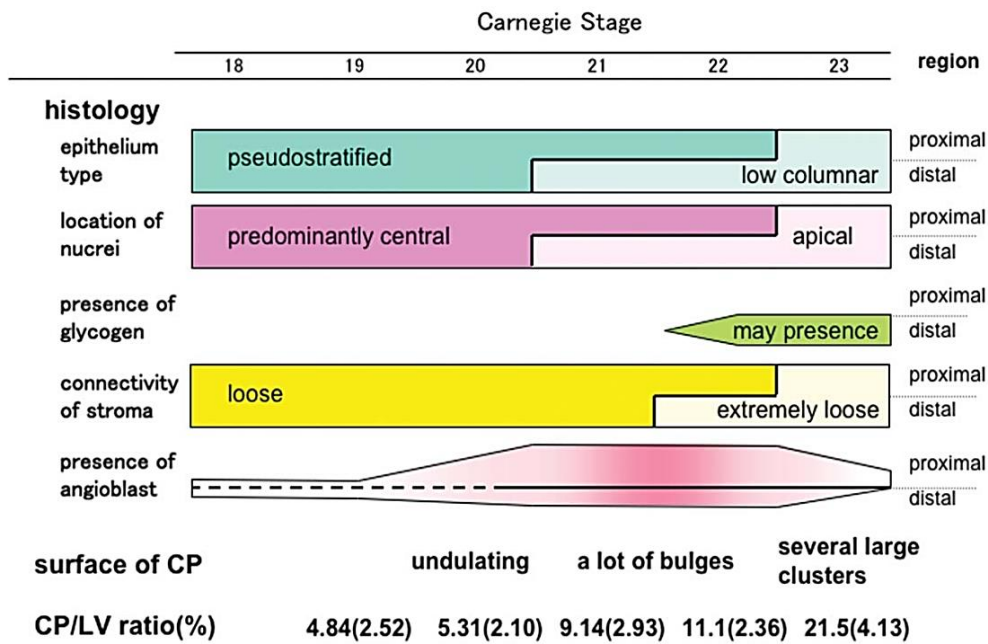 Carnegie Stage
18 19 20 21 22 23 region
histology
epithelium
type
pseudostratified
low columnar
proximal
distal
location of
nucrei
predominantly central
apical
proximal
distal
presence of
glycogen
may presence
proximal
distal
connectivity
of stroma
loose
extremely loose
proximal
distal
presence of
angioblast
proximal
distal
surface of CP
undulating
a lot of bulges
several large
clusters
CP/LV ratio(%) 4.84(2.52) 5.31(2.10) 9.14(2.93) 11.1(2.36) 21.5(4.13)